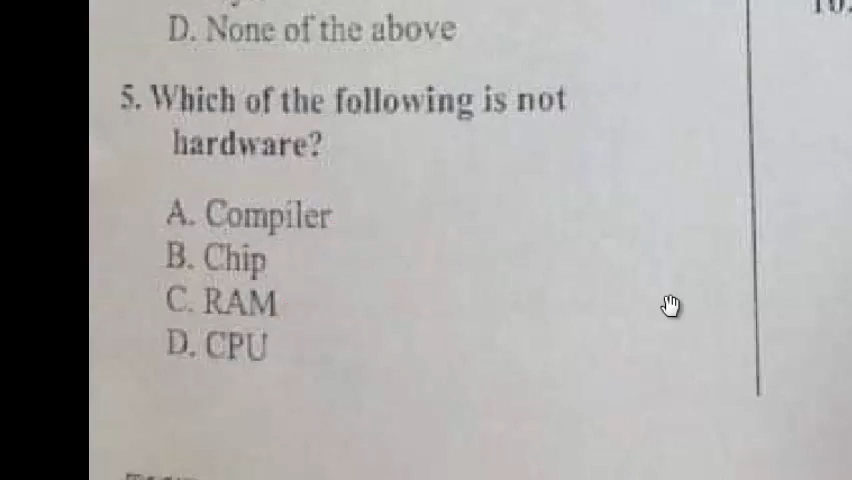 D. None of the above
5. Which of the following is not
hardware?
A. Compiler
B. Chip
C. RAM
D. CPU